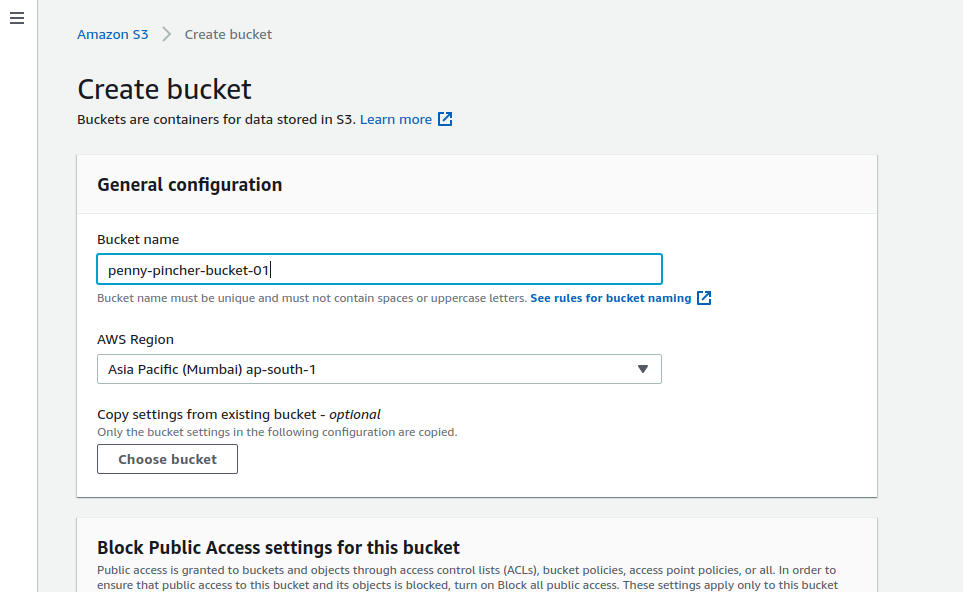 Amazon S3 > Create bucket
Create bucket
Buckets are containers for data stored in S3. Learn more
General configuration
Bucket name
penny-pincher-bucket-01
Bucket name must be unique and must not contain spaces or uppercase letters. See rules for bucket naming
AWS Region
Asia Pacific (Mumbai) ap-south-1
Copy settings from existing bucket - optional
Only the bucket settings in the following configuration are copied.
Choose bucket
Block Public Access settings for this bucket
Public access is granted to buckets and objects through access control lists (ACLs), bucket policies, access point policies, or all. In order to
ensure that public access to this bucket and its objects is blocked, turn on Block all public access. These settings apply only to this bucket